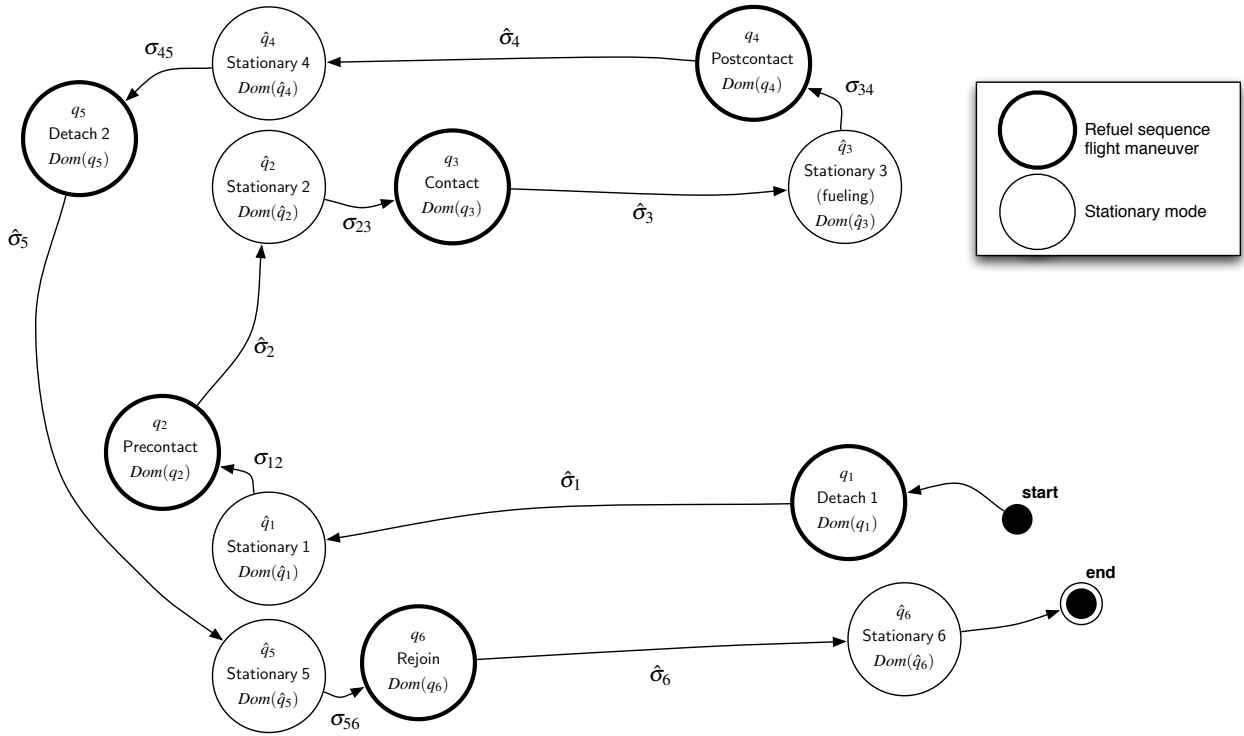 q̂₄
Stationary 4
Dom(q̂₄)
σ̂₄
q₄
Postcontact
Dom(q₄)
σ₄₅
σ₃₄
q₅
Detach 2
Dom(q₅)
q̂₂
Stationary 2
Dom(q̂₂)
σ₂₃
q₃
Contact
Dom(q₃)
σ̂₃
q̂₃
Stationary 3
(fueling)
Dom(q̂₃)
Refuel sequence
flight maneuver
Stationary mode
σ̂₅
σ̂₂
q₂
Precontact
Dom(q₂)
σ₁₂
σ̂₁
q₁
Detach 1
Dom(q₁)
start
q̂₁
Stationary 1
Dom(q̂₁)
end
q̂₅
Stationary 5
Dom(q̂₅)
σ₅₆
q₆
Rejoin
Dom(q₆)
σ̂₆
q̂₆
Stationary 6
Dom(q̂₆)